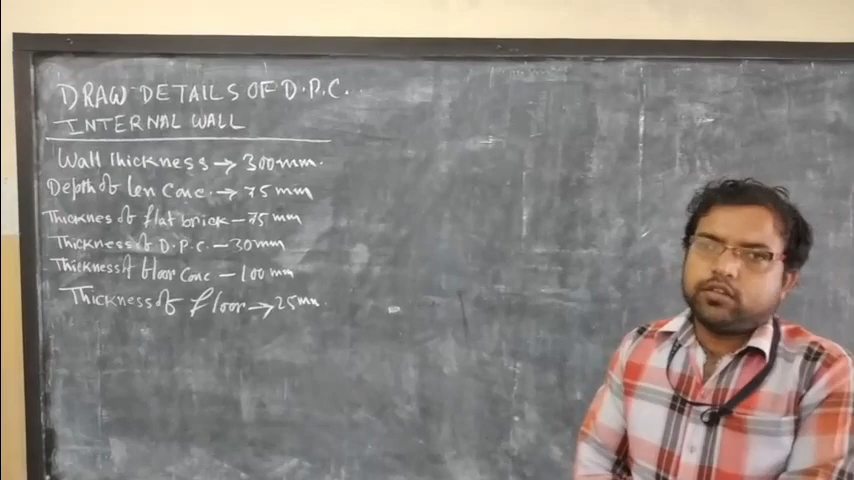 DRAW DETAILS OF D.P.C.
INTERNAL WALL
Wall Thickness → 300mm.
Depth of len Conc. → 75 mm
Thicknes of flat brick – 75 mm
Thickness of D.P.C. – 30mm
Thickness of floor Conc – 100 mm
Thickness of floor → 25mm.